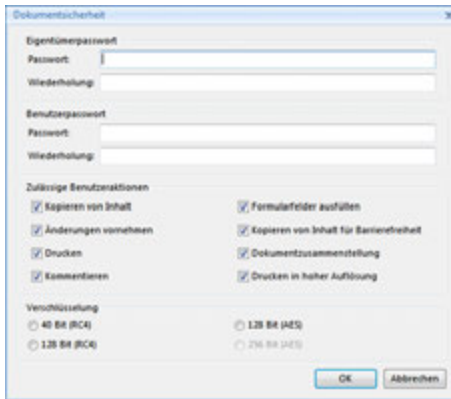 Dokumentsicherheit
Eigentümerpasswort
Passwort:
Wiederholung:
Benutzerpasswort
Passwort:
Wiederholung:
Zulässige Benutzeraktionen
Kopieren von Inhalt
Formularfelder ausfüllen
Änderungen vornehmen
Kopieren von Inhalt für Barrierefreiheit
Drucken
Dokumentzusammenstellung
Kommentieren
Drucken in hoher Auflösung
Verschlüsselung
40 Bit (RC4)
128 Bit (AES)
128 Bit (RC4)
256 Bit (AES)
OK
Abbrechen